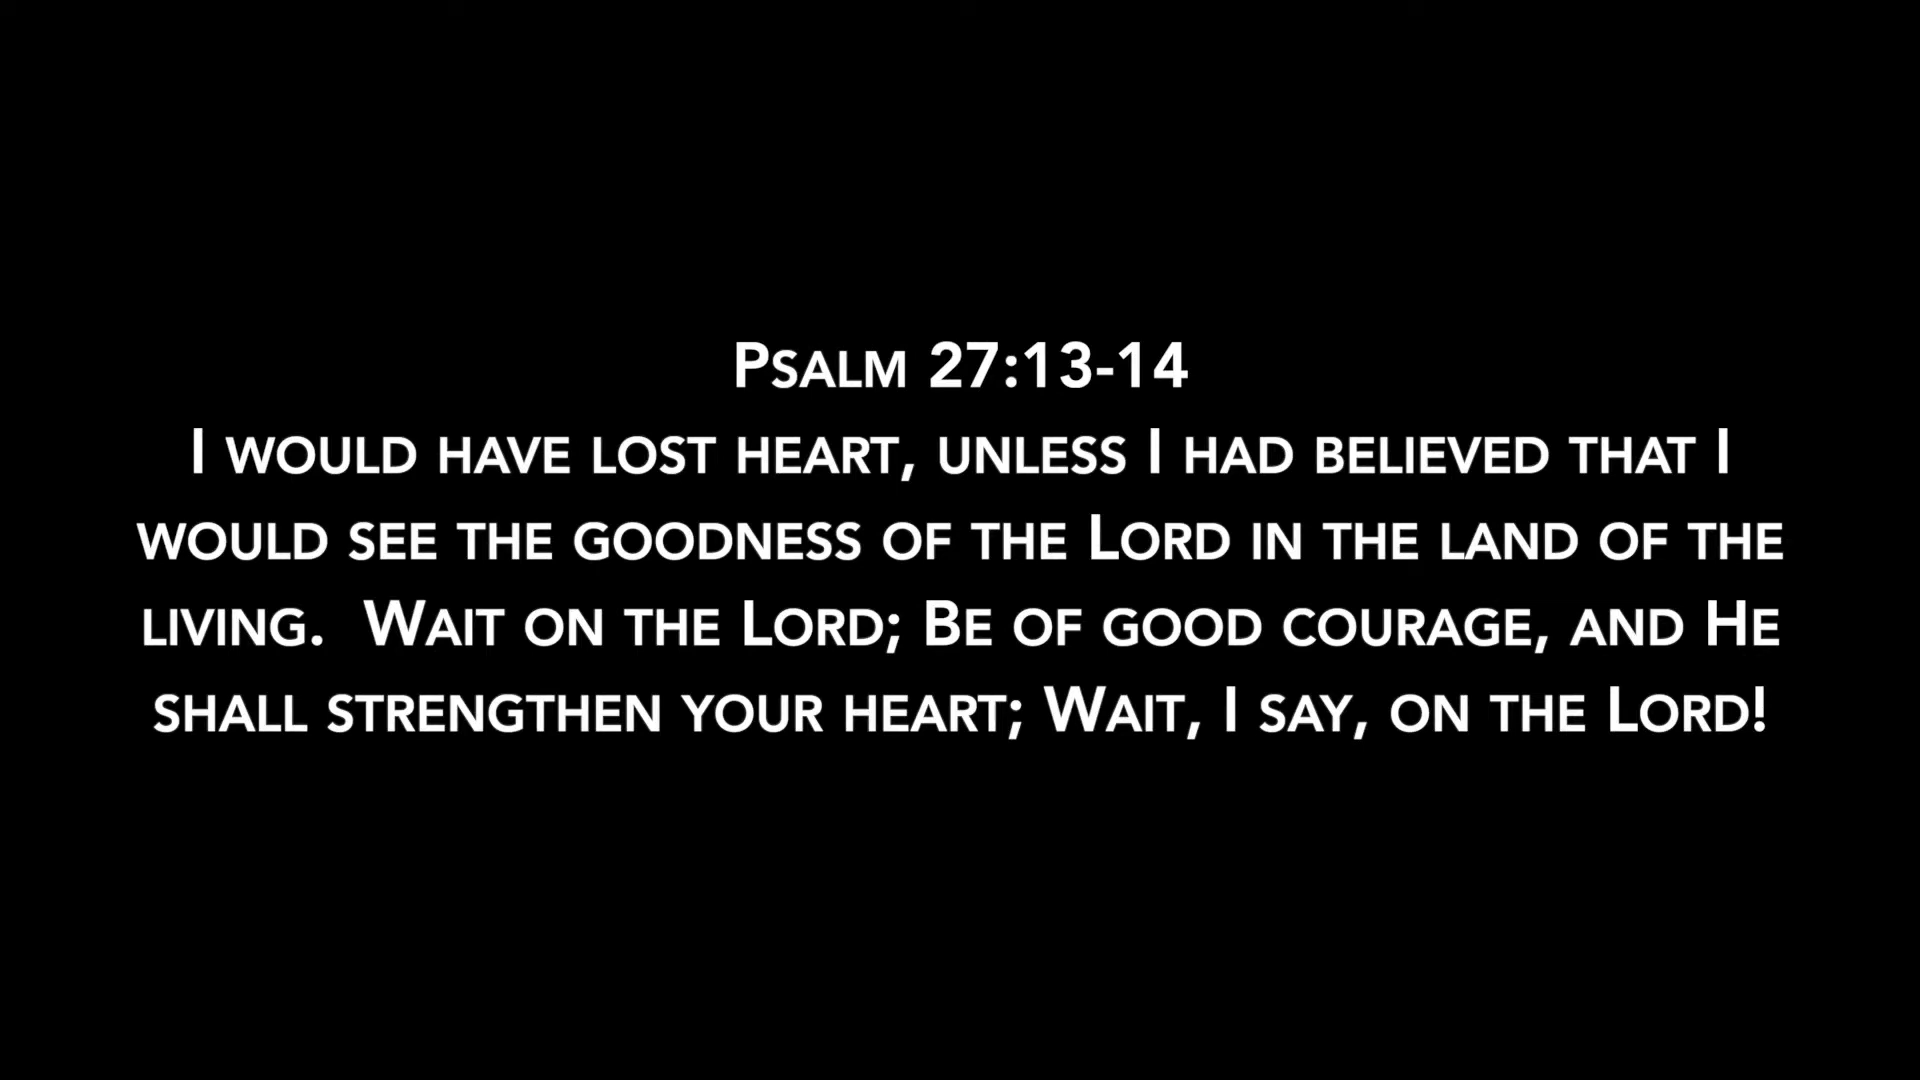 Psalm 27:13-14
I would have lost heart, unless I had believed that I
would see the goodness of the Lord in the land of the
living.  Wait on the Lord; Be of good courage, and He
shall strengthen your heart; Wait, I say, on the Lord!